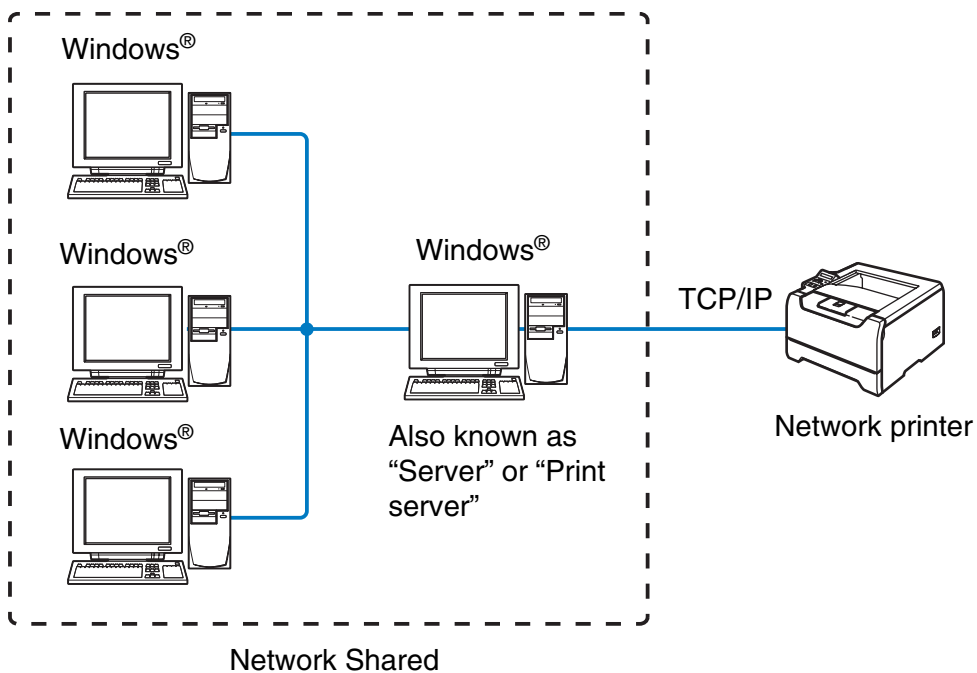 Windows®
Windows®
Windows®
TCP/IP
Windows®
Also known as
“Server” or “Print
server”
Network printer
Network Shared